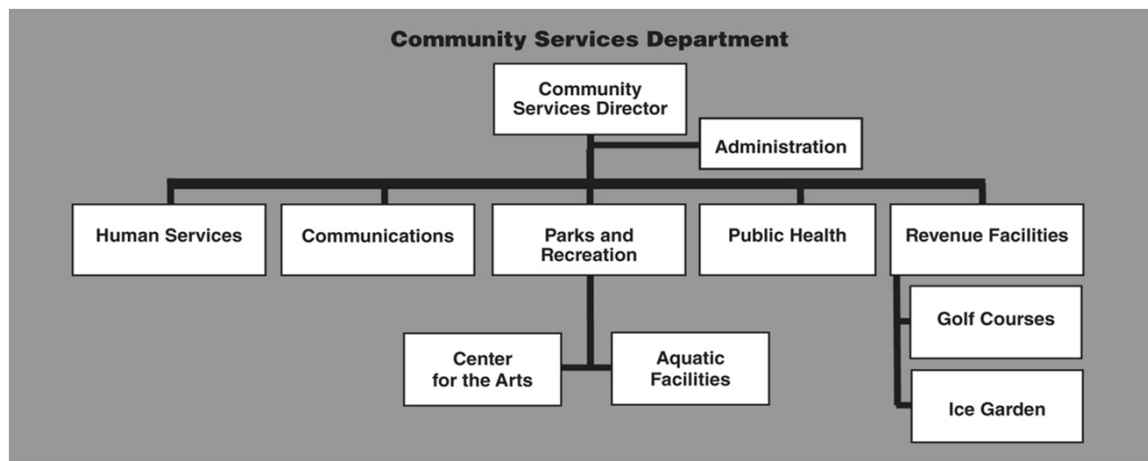 Community Services Department
Community
Services Director
Administration
Human Services
Communications
Parks and
Recreation
Public Health
Revenue Facilities
Golf Courses
Center
for the Arts
Aquatic
Facilities
Ice Garden